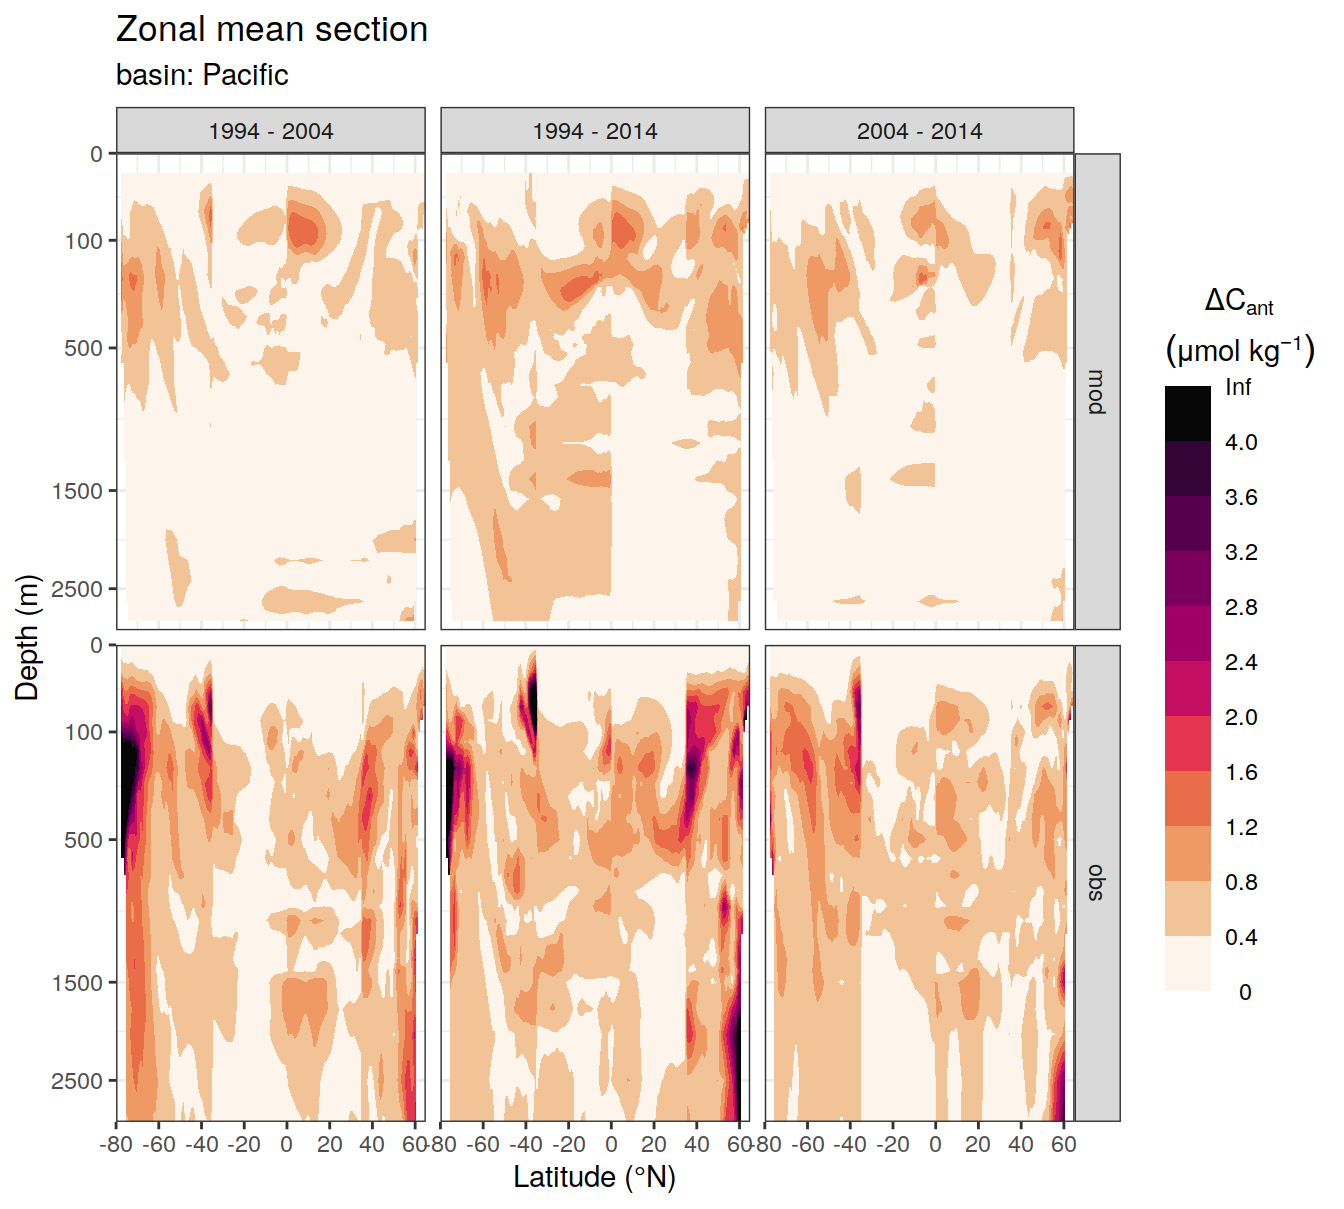 Zonal mean section
basin: Pacific
1994 - 2004
1994 - 2014
2004 - 2014
0
100
500
1500
2500
mod
0
100
500
1500
2500
obs
-80 -60 -40 -20 0 20 40 60
-80 -60 -40 -20 0 20 40 60
-80 -60 -40 -20 0 20 40 60
Latitude (°N)
Depth (m)
ΔCant
(μmol kg⁻¹)
Inf
4.0
3.6
3.2
2.8
2.4
2.0
1.6
1.2
0.8
0.4
0